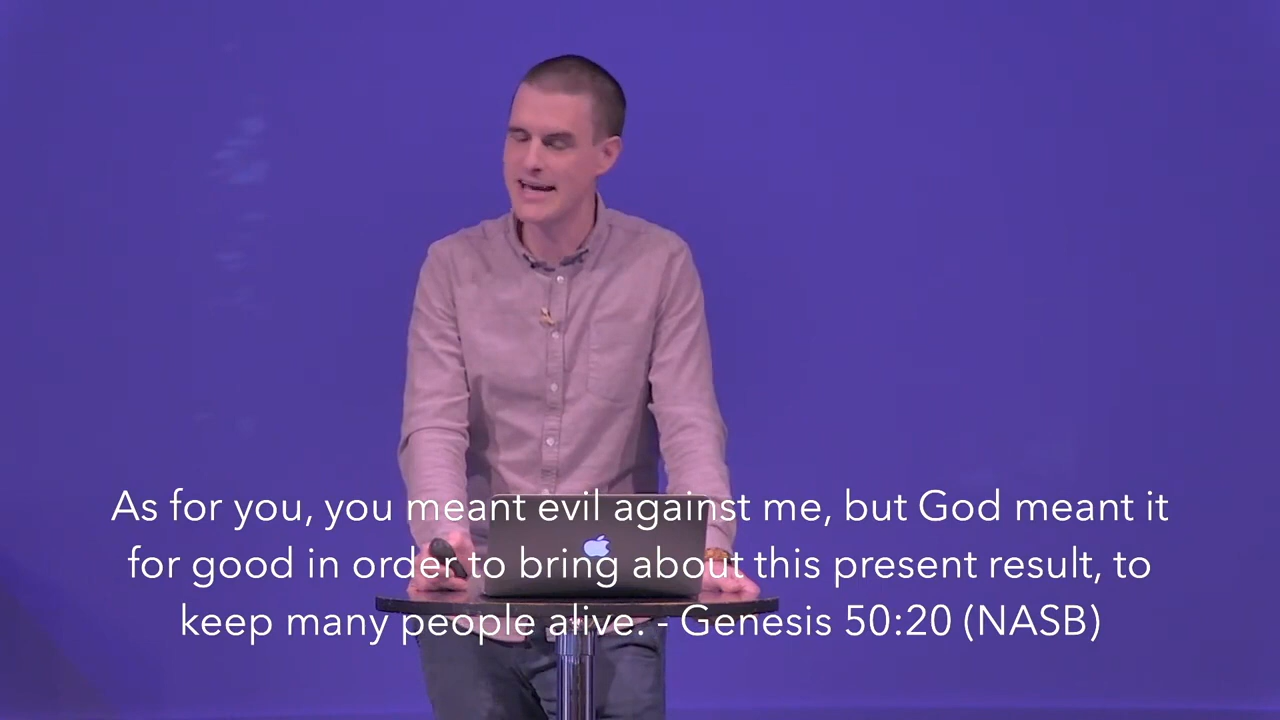 As for you, you meant evil against me, but God meant it
for good in order to bring about this present result, to
keep many people alive. - Genesis 50:20 (NASB)